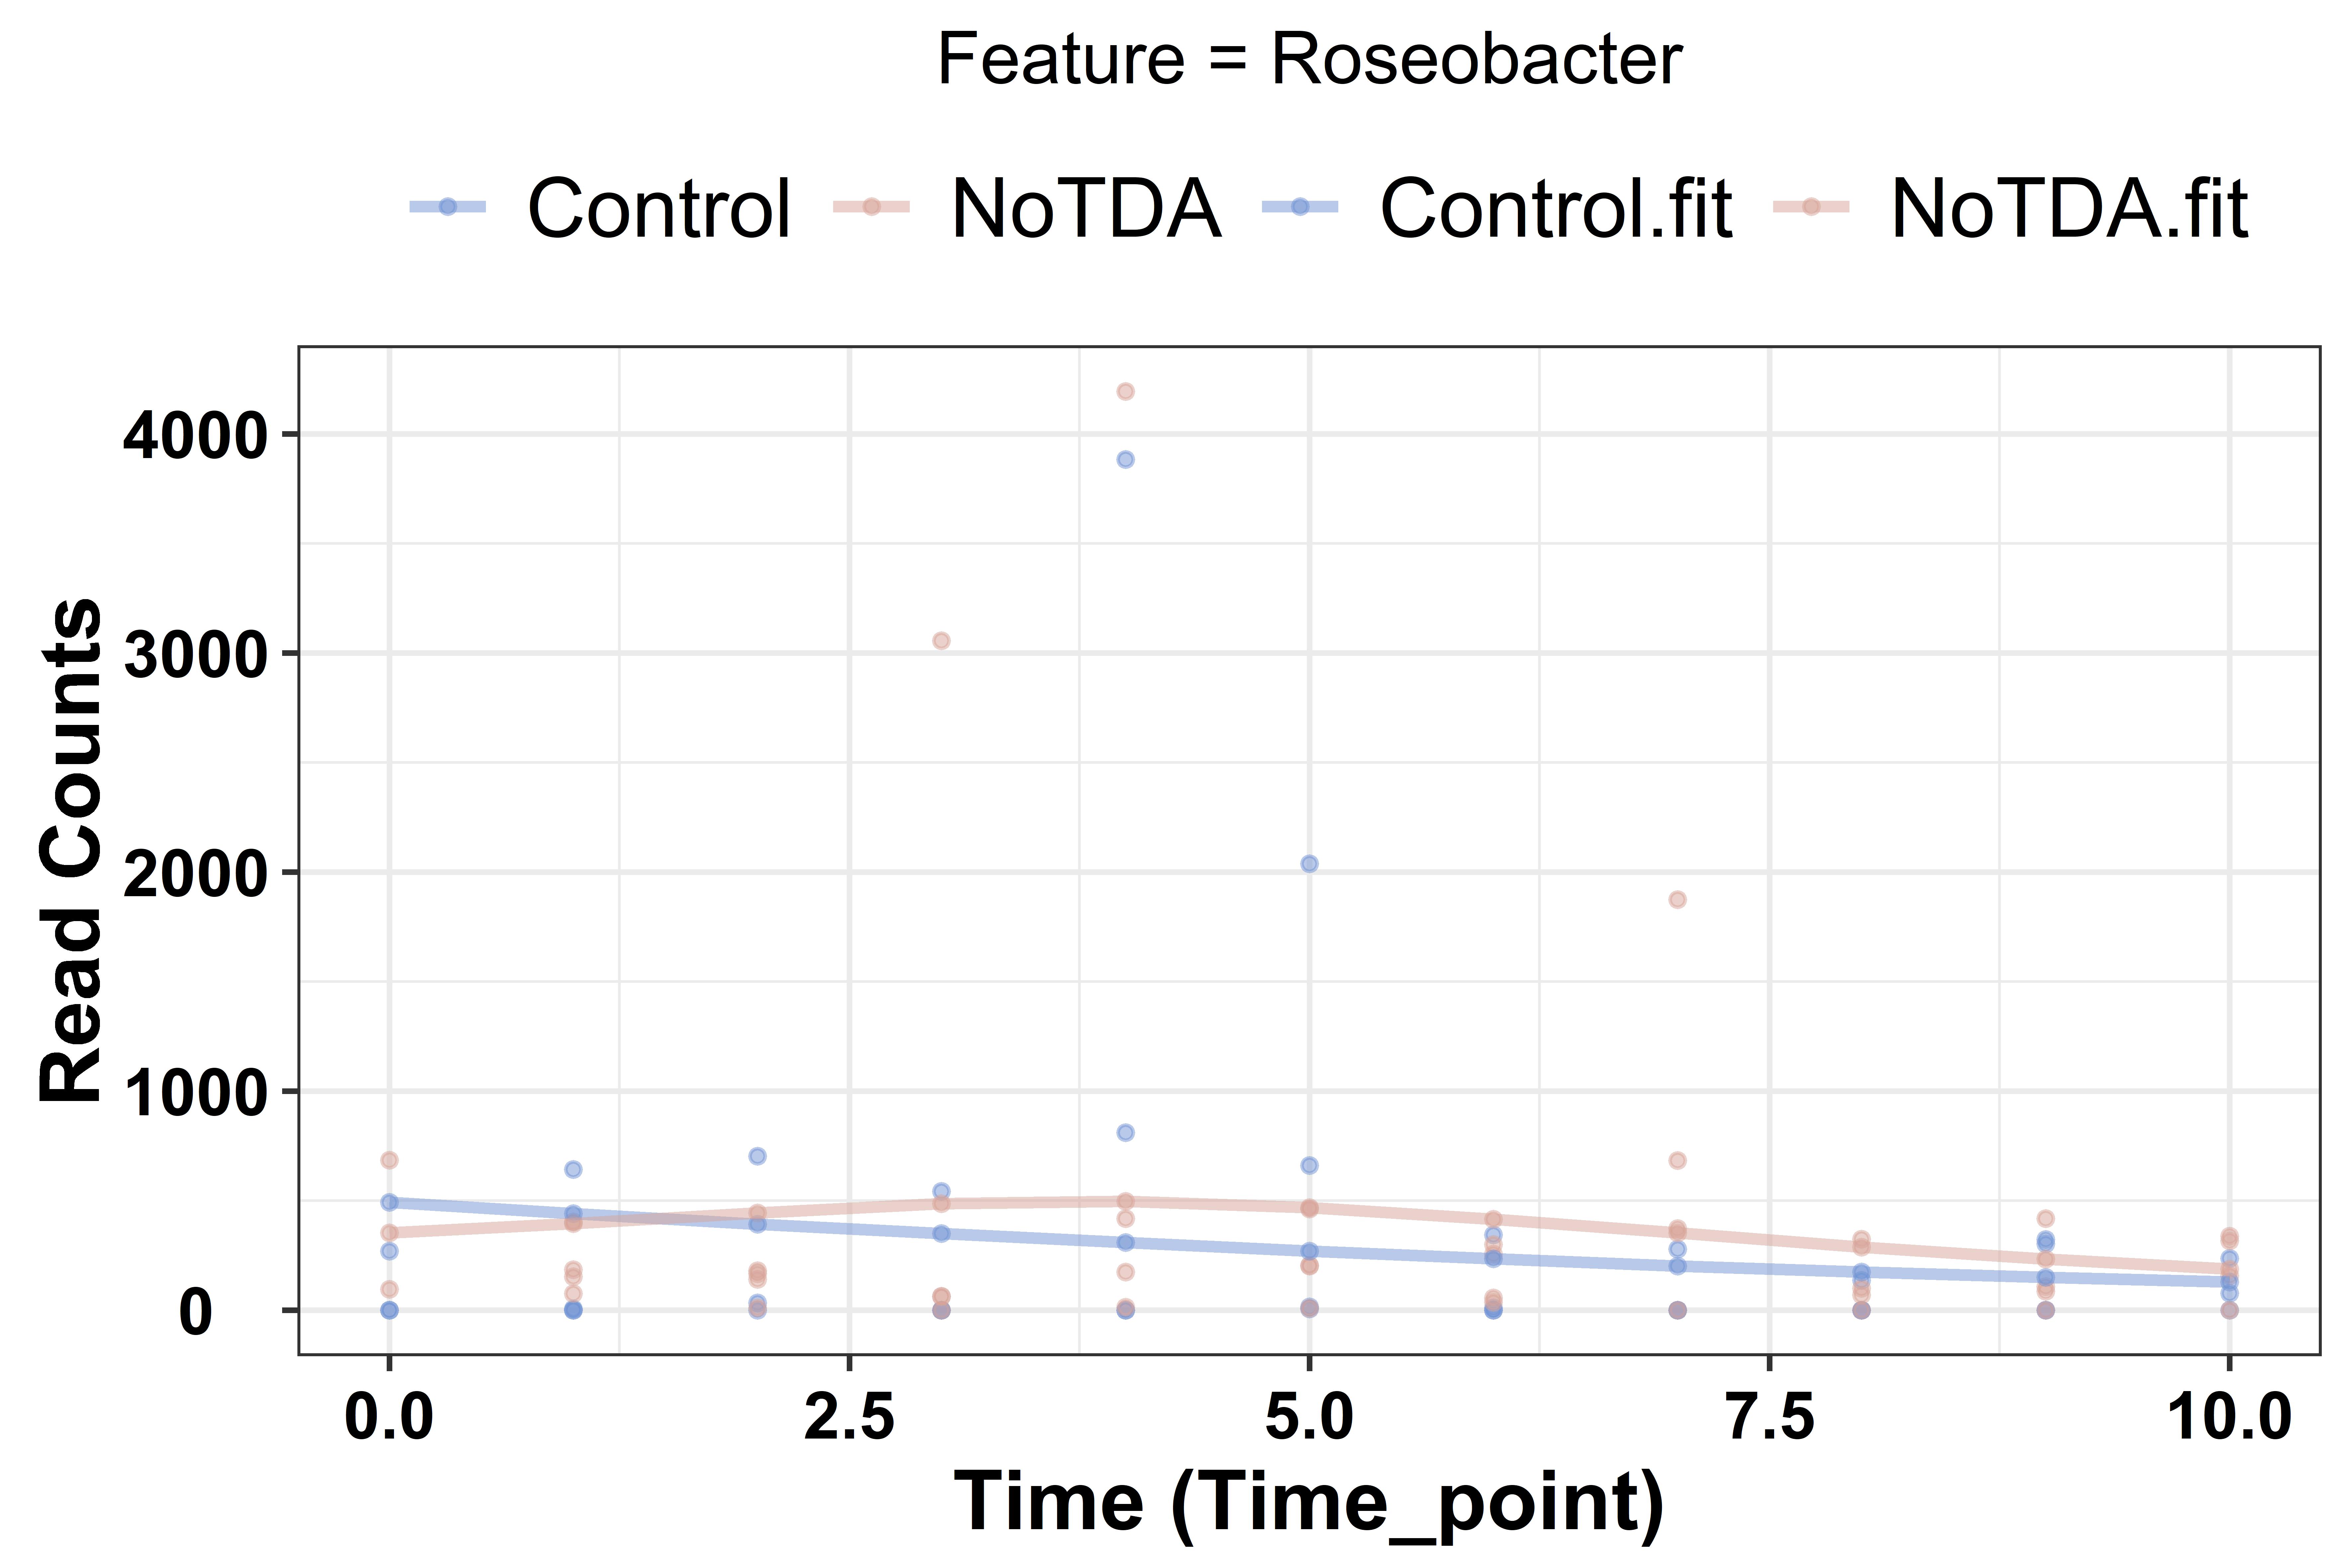 Feature = Roseobacter
Control NoTDA Control.fit NoTDA.fit
4000
3000
2000
1000
0
Read Counts
0.0 2.5 5.0 7.5 10.0
Time (Time_point)